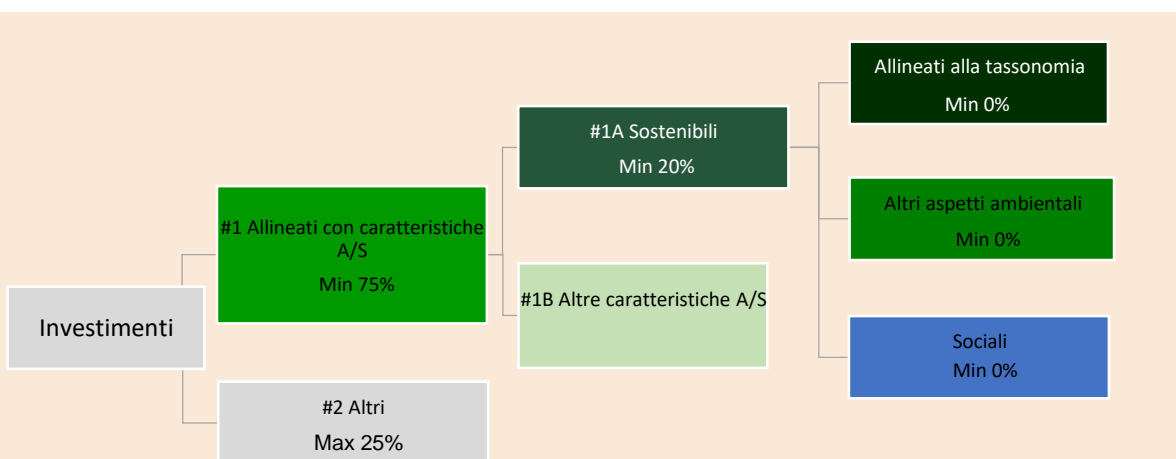 Investimenti
#1 Allineati con caratteristiche
A/S
Min 75%
#2 Altri
Max 25%
#1A Sostenibili
Min 20%
#1B Altre caratteristiche A/S
Allineati alla tassonomia
Min 0%
Altri aspetti ambientali
Min 0%
Sociali
Min 0%